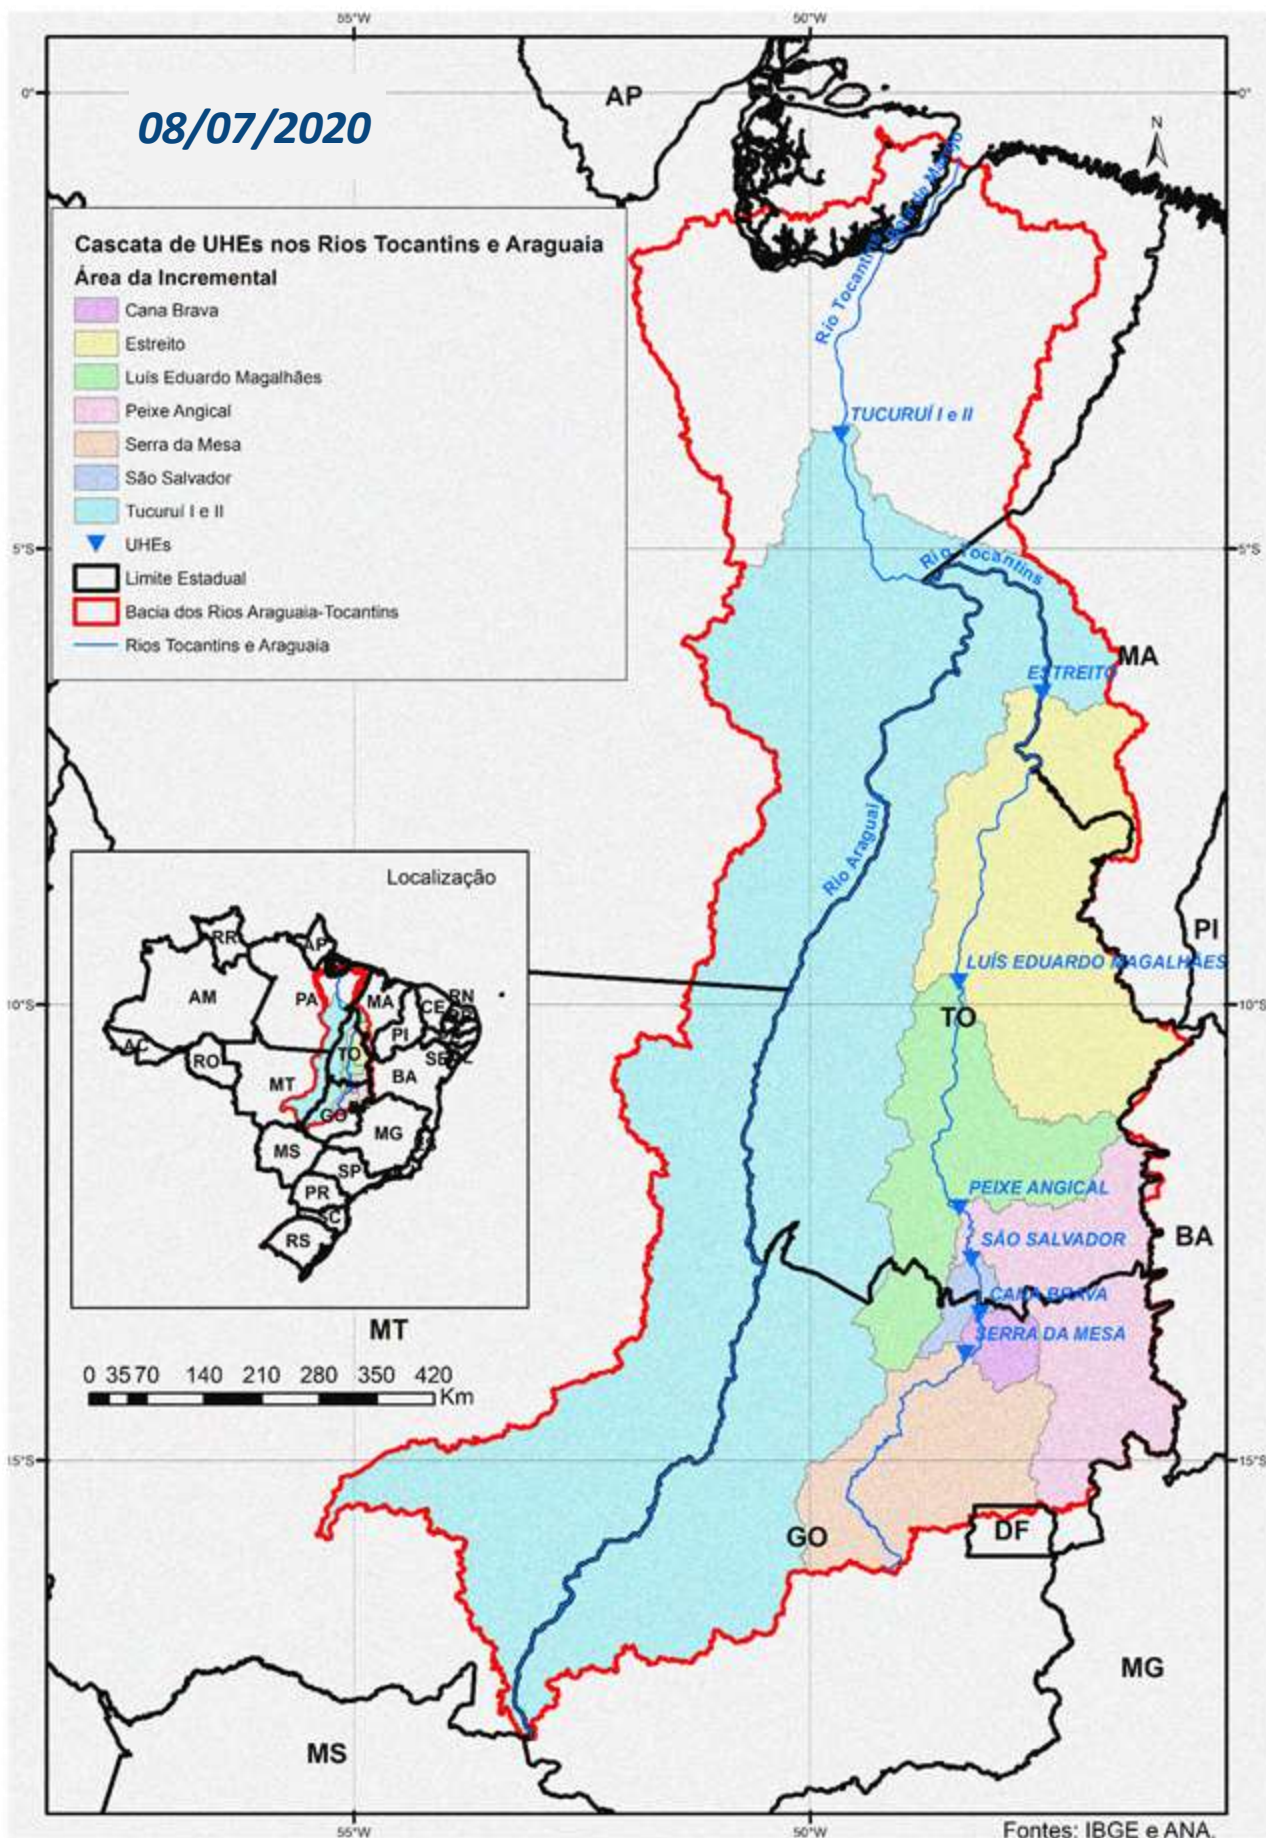 55°W
50°W
0°
0°
AP
N
08/07/2020
Rio Tocantins
Cascata de UHEs nos Rios Tocantins e Araguaia
Área da Incremental
Cana Brava
Estreito
Luís Eduardo Magalhães
Peixe Angical
Serra da Mesa
São Salvador
Tucuruí I e II
UHEs
Limite Estadual
Bacia dos Rios Araguaia-Tocantins
Rios Tocantins e Araguaia
TUCURUÍ I e II
5°S
5°S
Rio Tocantins
MA
ESTREITO
Rio Araguai
PI
LUÍS EDUARDO MAGALHÃES
10°S
10°S
TO
PEIXE ANGICAL
SÃO SALVADOR
BA
CANA BRAVA
SERRA DA MESA
Localização
RR
AP
AM
PA
MA
CE
RN
PI
AC
RO
TO
SE
MT
BA
GO
MG
MS
SP
PR
SC
RS
MT
0 35 70 140 210 280 350 420
Km
15°S
15°S
GO
DF
MG
MS
55°W
50°W
Fontes: IBGE e ANA.